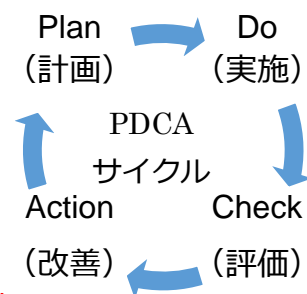 Plan
（計画）
Do
（実施）
PDCA
サイクル
Action
（改善）
Check
（評価）